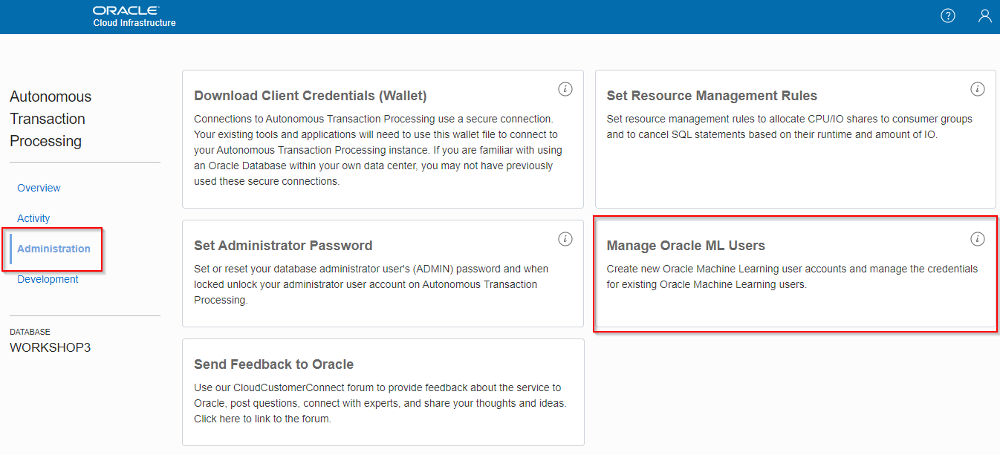 ORACLE
Cloud Infrastructure
Autonomous
Transaction
Processing
Overview
Activity
Administration
Development
DATABASE
WORKSHOP3
Download Client Credentials (Wallet)
Connections to Autonomous Transaction Processing use a secure connection.
Your existing tools and applications will need to use this wallet file to connect to
your Autonomous Transaction Processing instance. If you are familiar with using
an Oracle Database within your own data center, you may not have previously
used these secure connections.
Set Resource Management Rules
Set resource management rules to allocate CPU/IO shares to consumer groups
and to cancel SQL statements based on their runtime and amount of IO.
Set Administrator Password
Set or reset your database administrator user's (ADMIN) password and when
locked unlock your administrator user account on Autonomous Transaction
Processing.
Manage Oracle ML Users
Create new Oracle Machine Learning user accounts and manage the credentials
for existing Oracle Machine Learning users.
Send Feedback to Oracle
Use our CloudCustomerConnect forum to provide feedback about the service to
Oracle, post questions, connect with experts, and share your thoughts and ideas.
Click here to link to the forum.